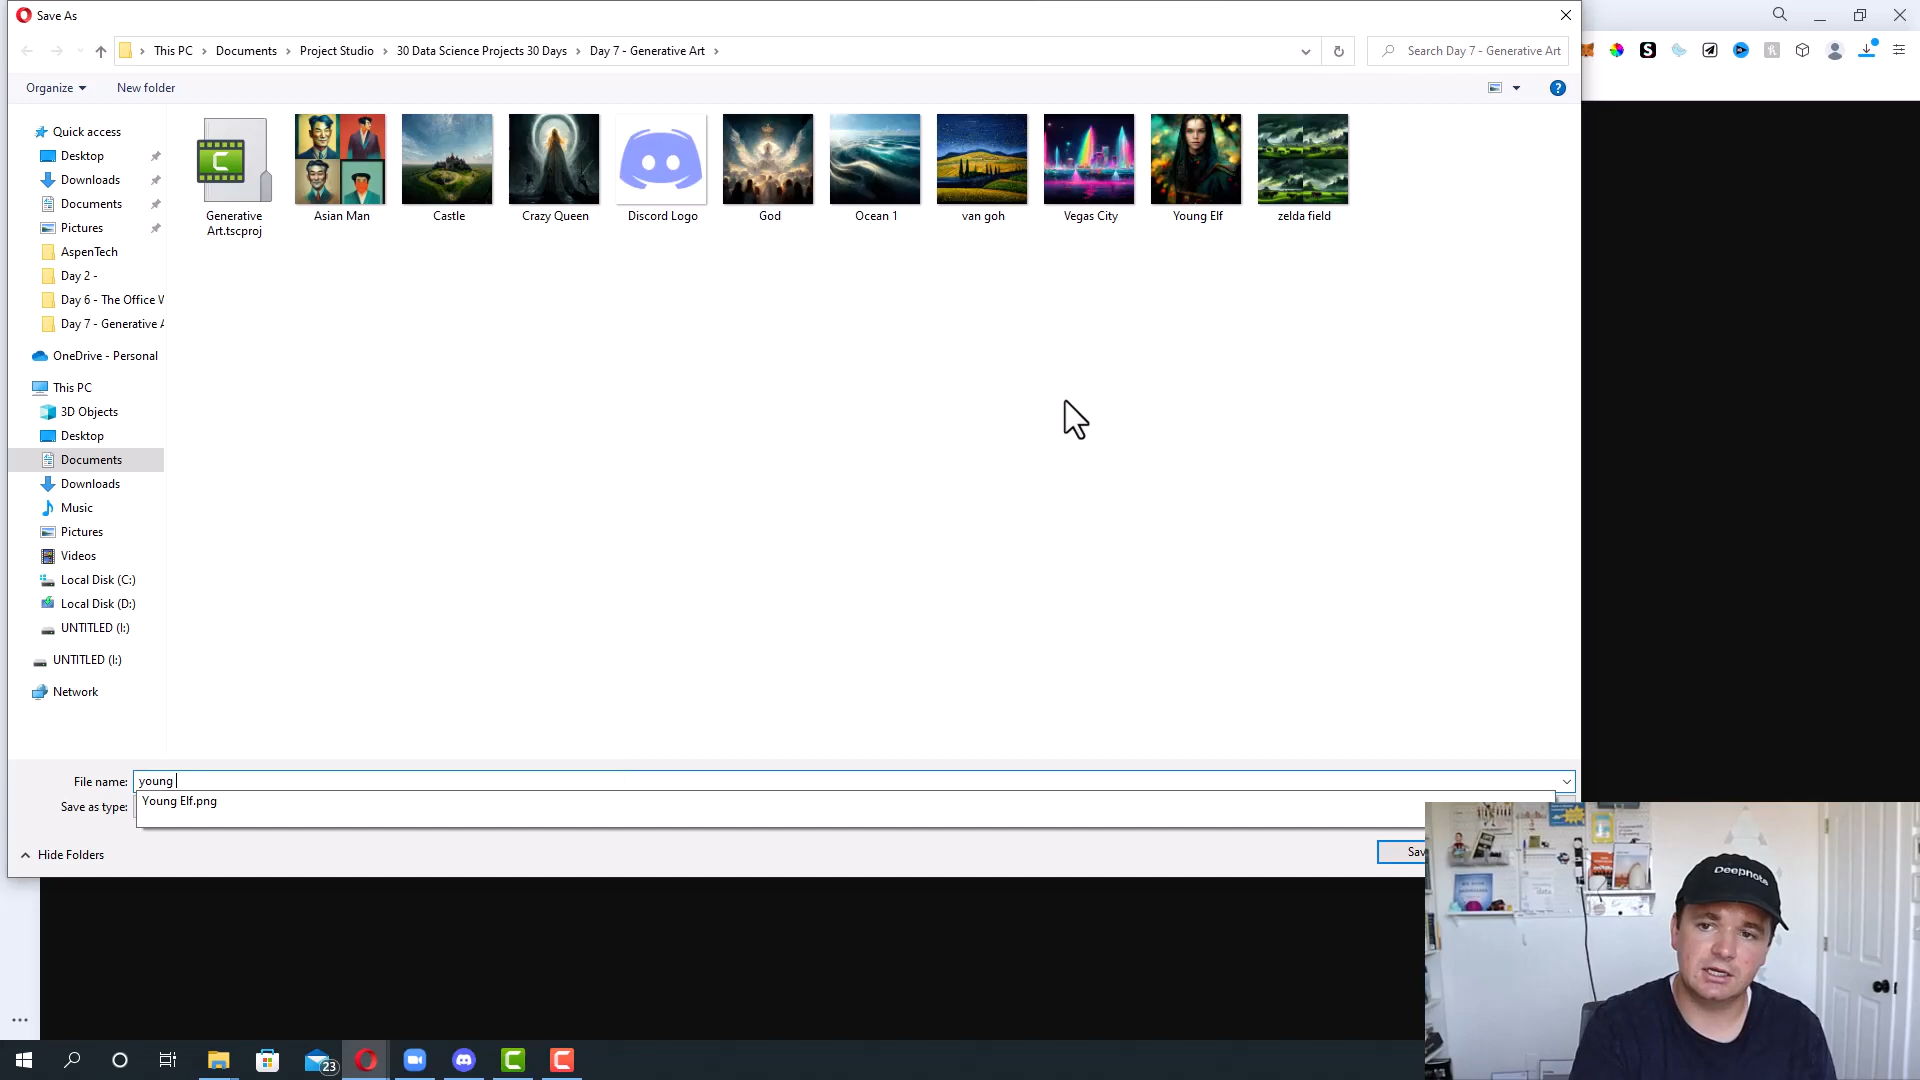 Save As
This PC > Documents > Project Studio > 30 Data Science Projects 30 Days > Day 7 - Generative Art >
Search Day 7 - Generative Art
Organize
New folder
Quick access
Desktop
Downloads
Documents
Pictures
AspenTech
Day 2 -
Day 6 - The Office W
Day 7 - Generative A
OneDrive - Personal
This PC
3D Objects
Desktop
Documents
Downloads
Music
Pictures
Videos
Local Disk (C:)
Local Disk (D:)
UNTITLED (I:)
UNTITLED (I:)
Network
Generative
Art.tscproj
Asian Man
Castle
Crazy Queen
Discord Logo
God
Ocean 1
van goh
Vegas City
Young Elf
zelda field
File name: young
Save as type:
Young Elf.png
Hide Folders
Sav
Deepnote
23